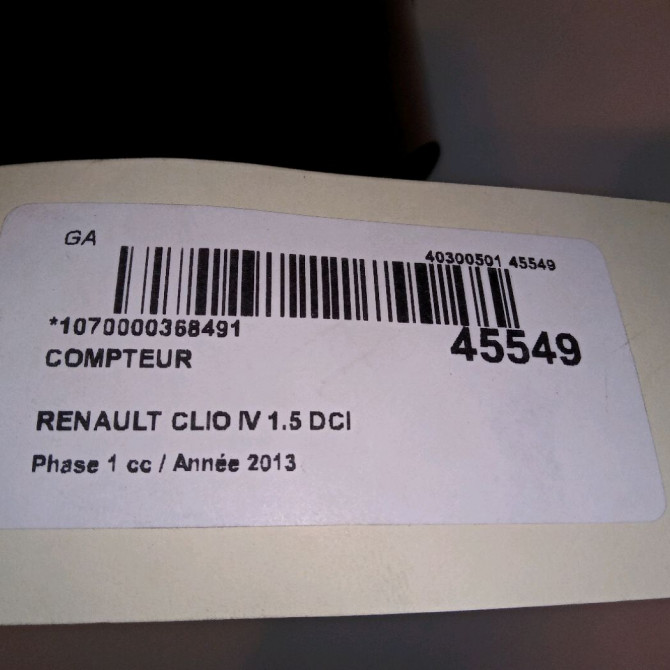 GA
40300501 45549
*1070000368491
45549
COMPTEUR
RENAULT CLIO IV 1.5 DCI
Phase 1 cc / Année 2013